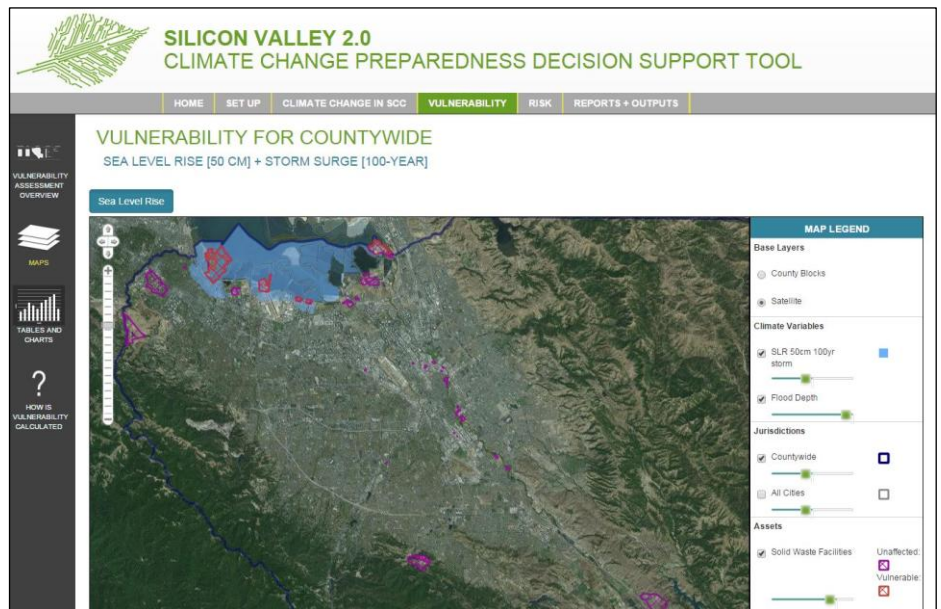 SILICON VALLEY 2.0
CLIMATE CHANGE PREPAREDNESS DECISION SUPPORT TOOL
HOME SET UP CLIMATE CHANGE IN SCC VULNERABILITY RISK REPORTS + OUTPUTS
VULNERABILITY
ASSESSMENT
OVERVIEW
MAPS
TABLES AND
CHARTS
?
HOW IS
VULNERABILITY
CALCULATED
VULNERABILITY FOR COUNTYWIDE
SEA LEVEL RISE [50 CM] + STORM SURGE [100-YEAR]
Sea Level Rise
MAP LEGEND
Base Layers
County Blocks
Satellite
Climate Variables
SLR 50cm 100yr
storm
Flood Depth
Jurisdictions
Countywide
All Cities
Assets
Solid Waste Facilities Unaffected:
Vulnerable: